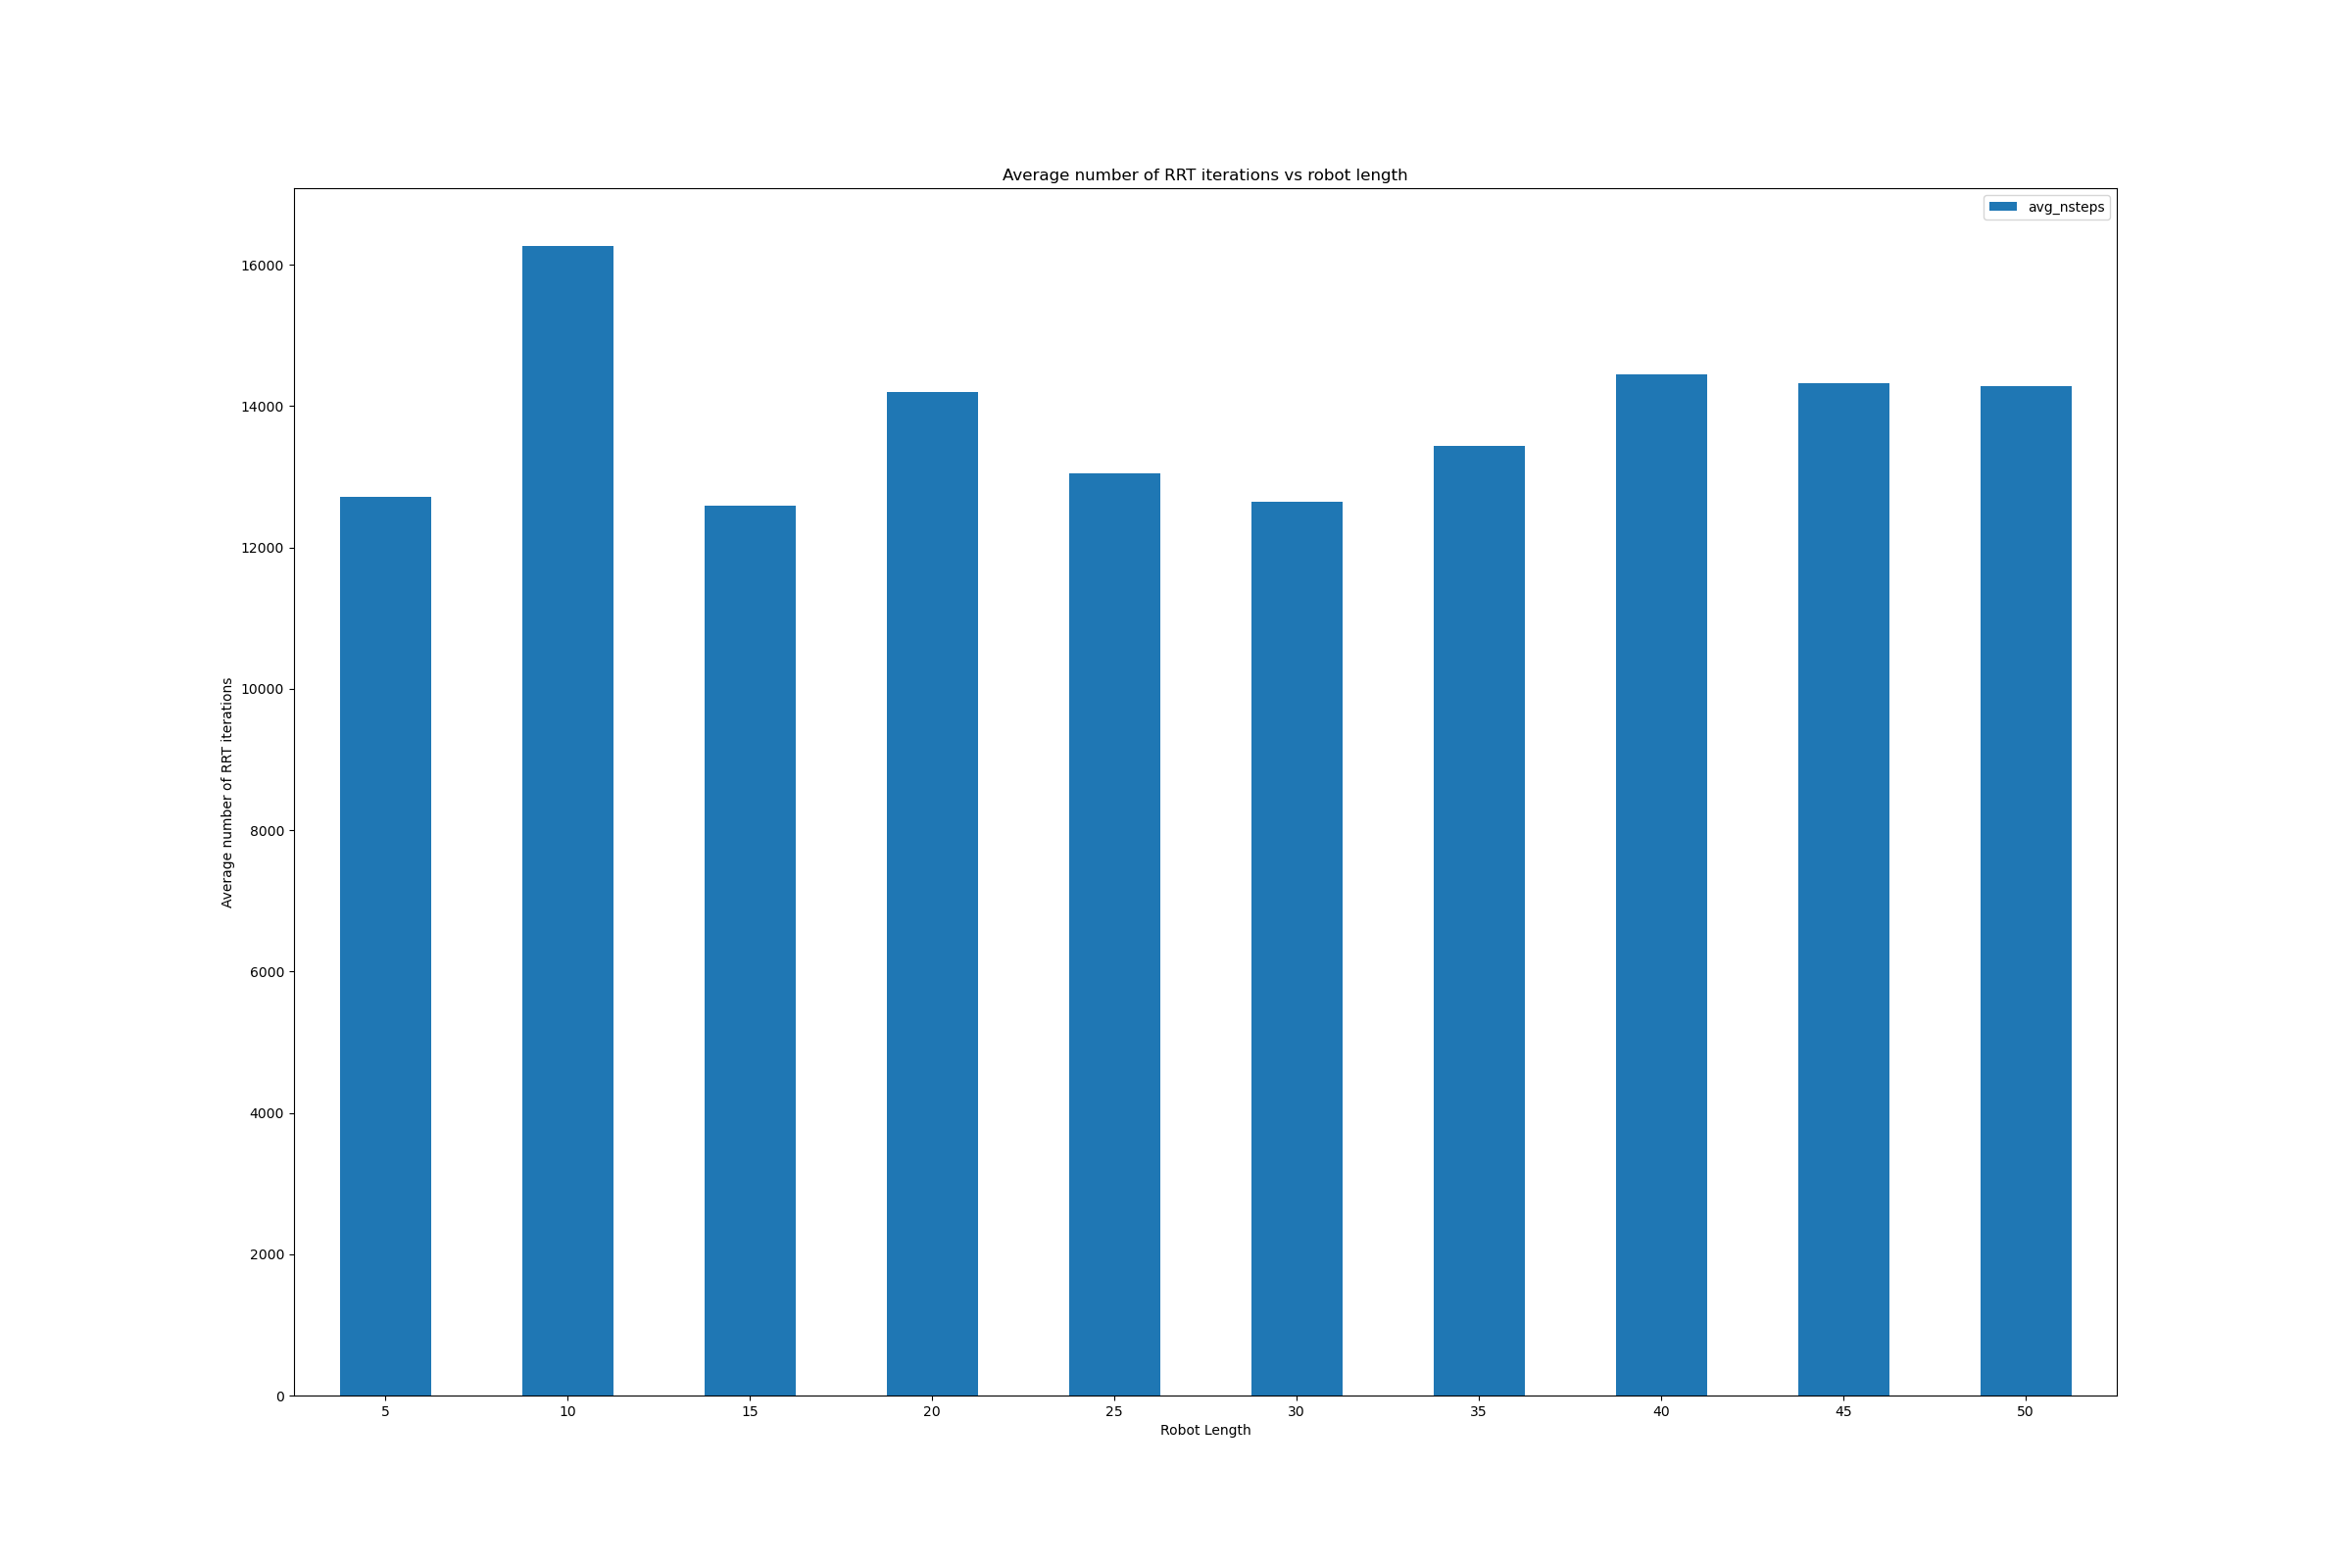 Average number of RRT iterations vs robot length
avg_nsteps
16000
14000
12000
10000
8000
6000
4000
2000
0
Average number of RRT iterations
5 10 15 20 25 30 35 40 45 50
Robot Length